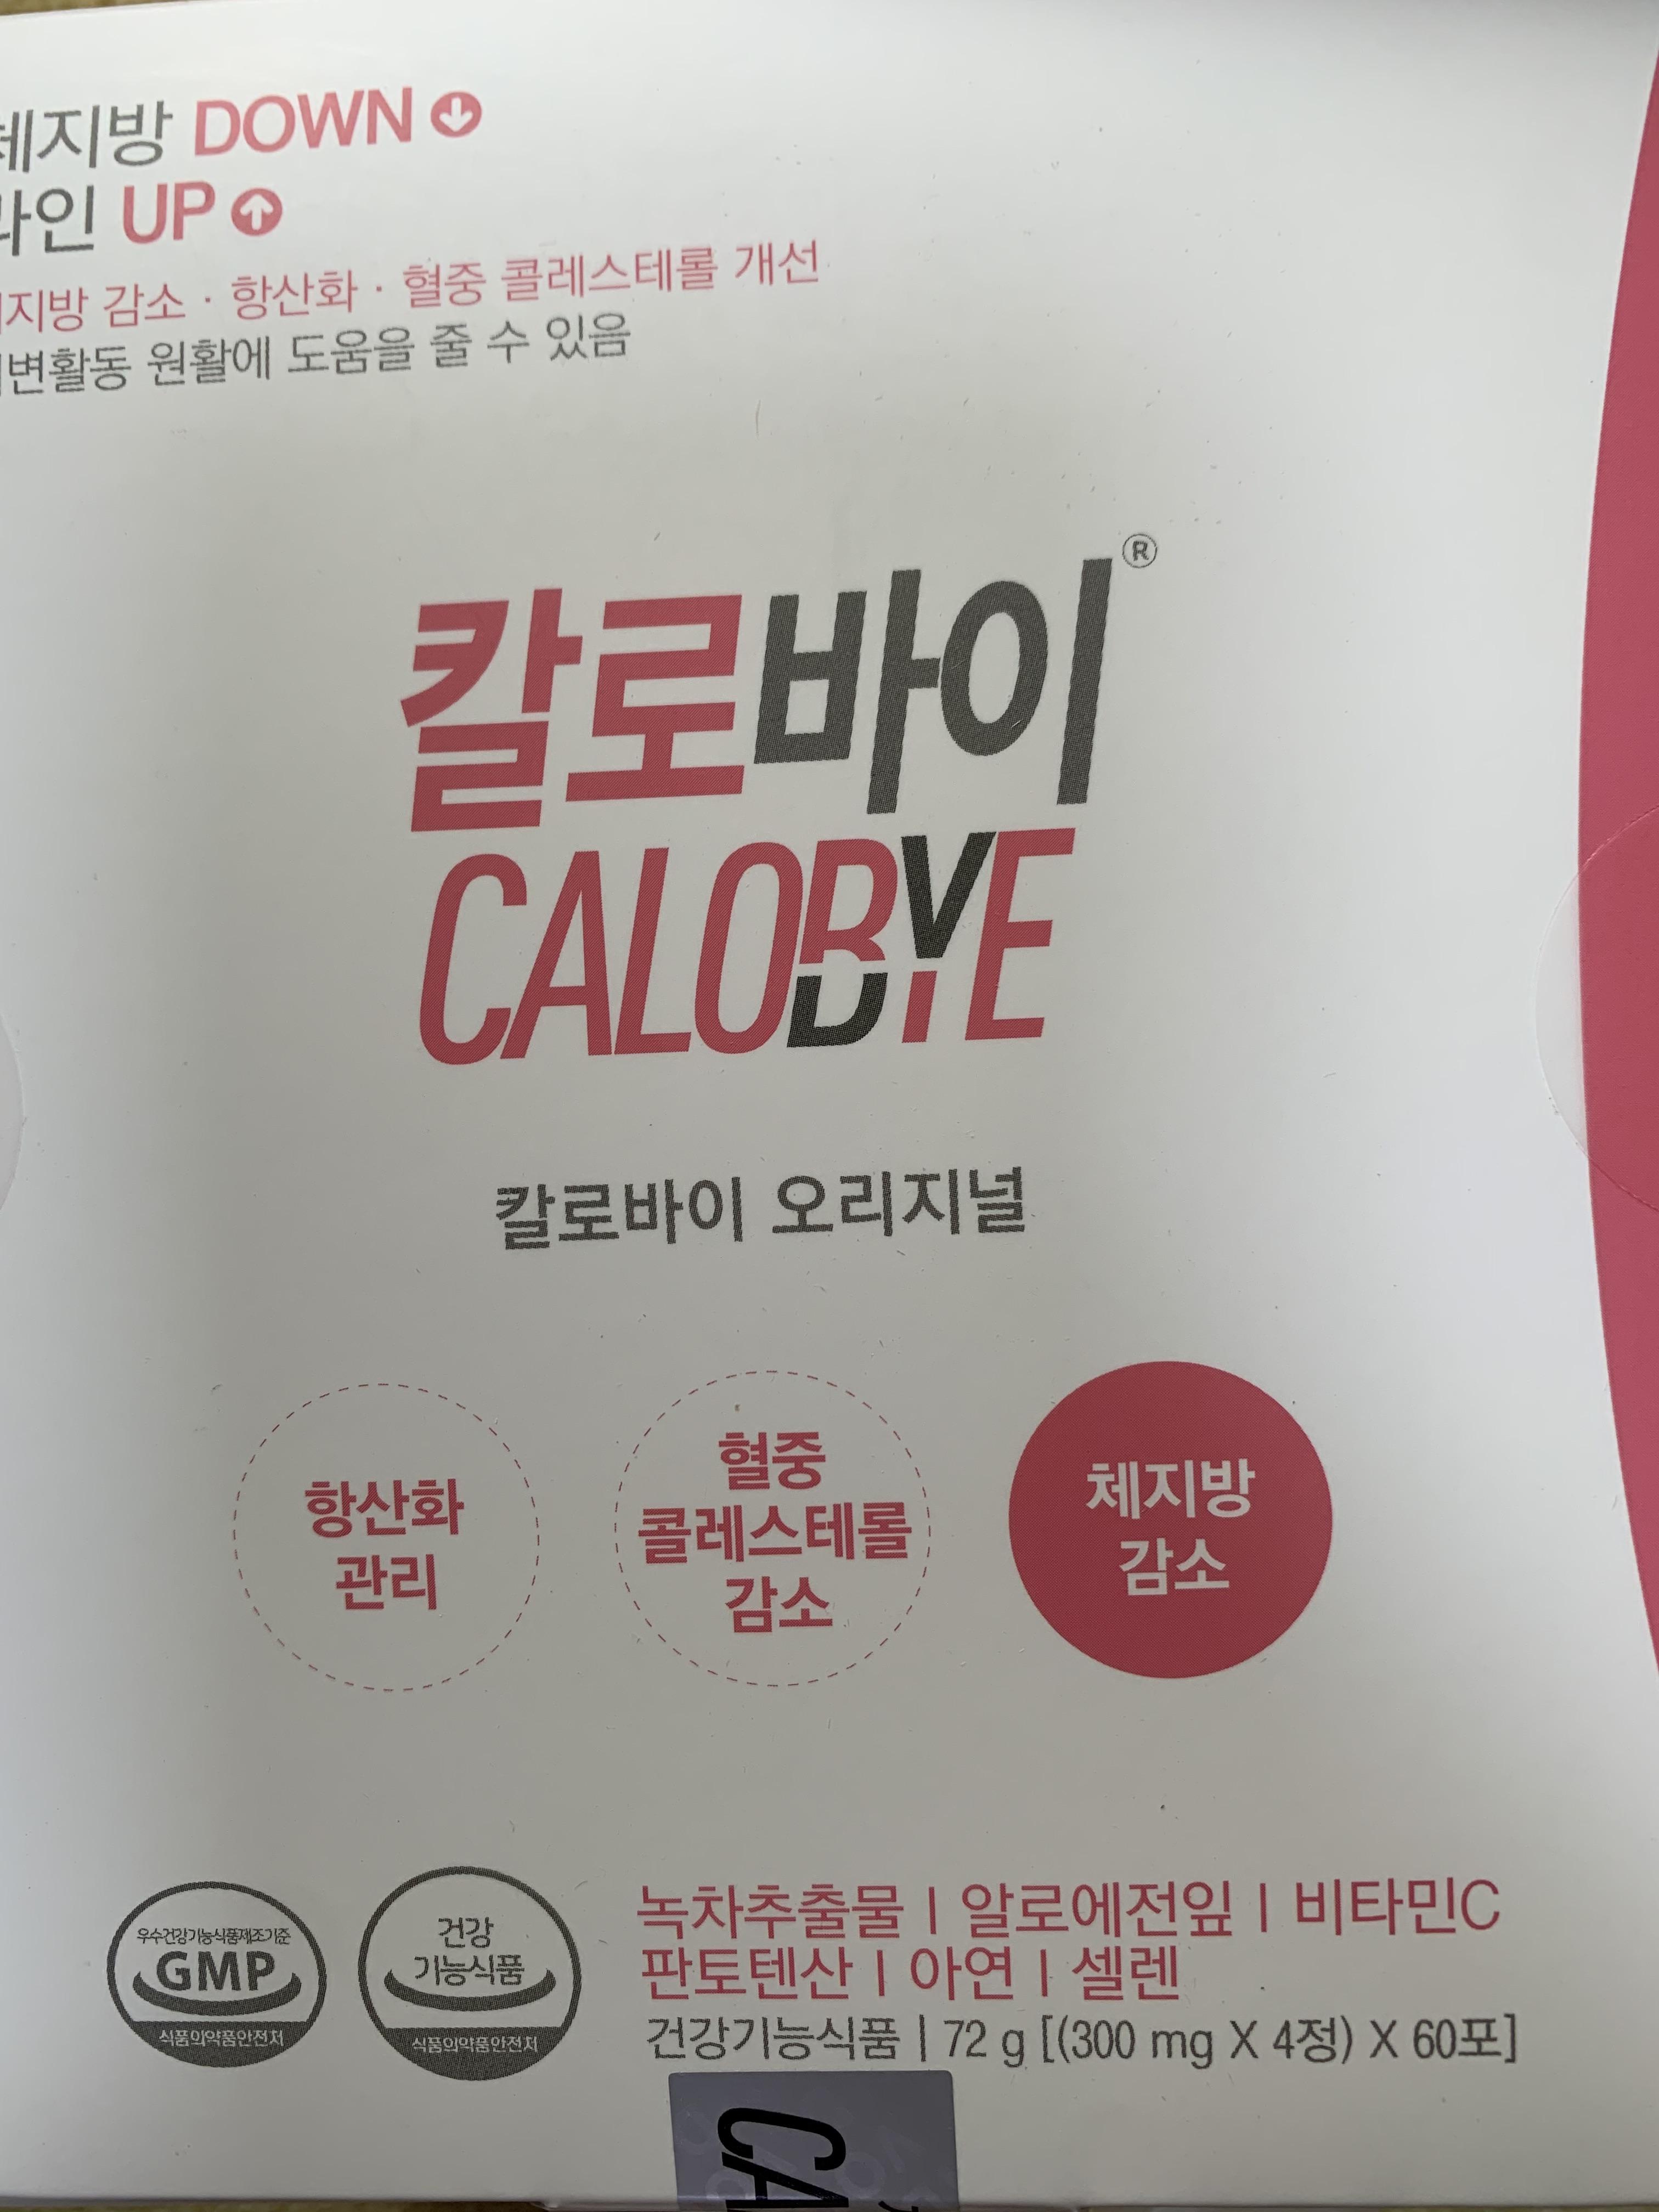 체지방 DOWN
라인 UP
체지방 감소 · 항산화 · 혈중 콜레스테롤 개선
배변활동 원활에 도움을 줄 수 있음
칼로바이®
CALOBYE
칼로바이 오리지널
항산화
관리
혈중
콜레스테롤
감소
체지방
감소
우수건강기능식품제조기준
GMP
식품의약품안전처
건강
기능식품
식품의약품안전처
녹차추출물 | 알로에전잎 | 비타민C
판토텐산 | 아연 | 셀렌
건강기능식품 | 72 g [(300 mg X 4정) X 60포]
CA